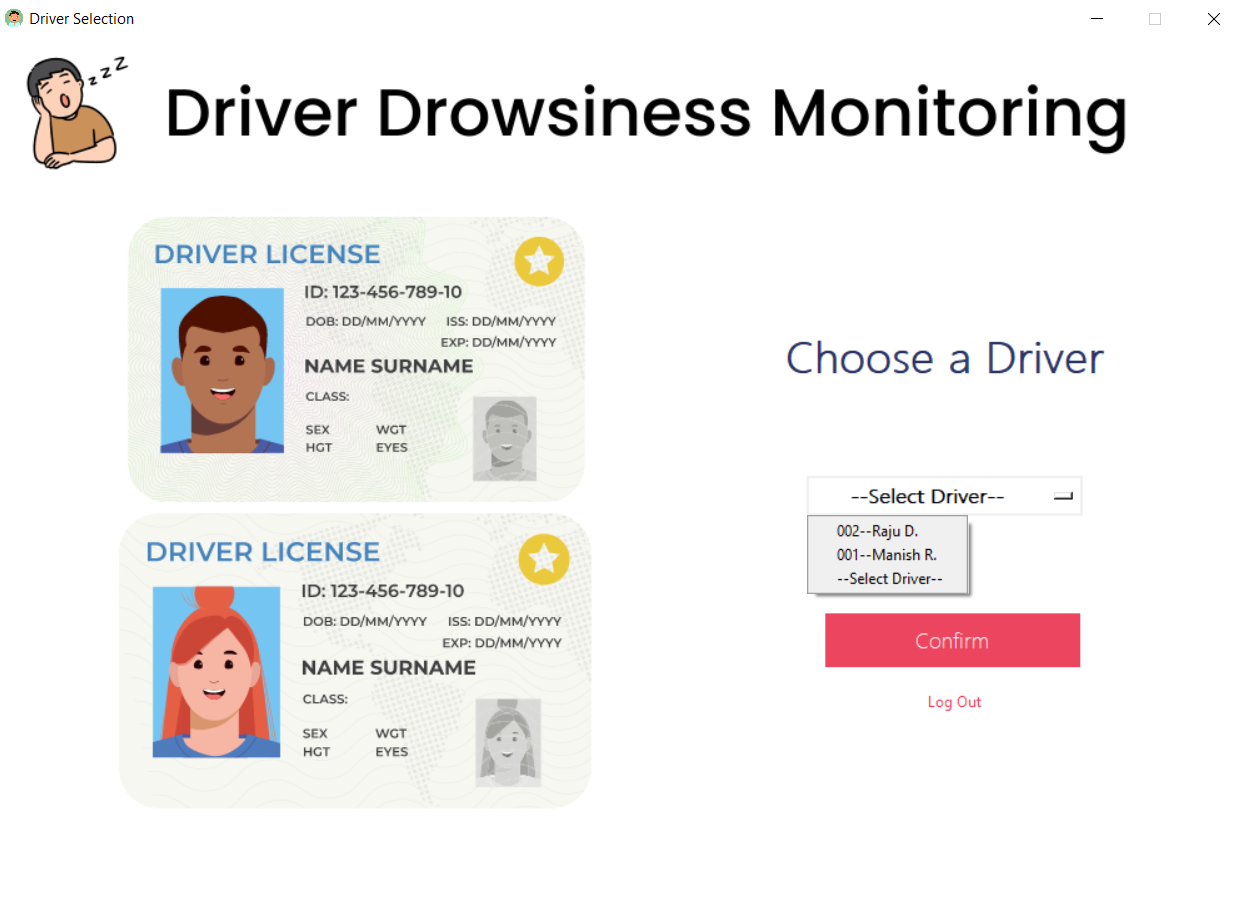 Driver Selection
z z Z
Driver Drowsiness Monitoring
DRIVER LICENSE
ID: 123-456-789-10
DOB: DD/MM/YYYY ISS: DD/MM/YYYY
EXP: DD/MM/YYYY
NAME SURNAME
CLASS:
SEX WGT
HGT EYES
DRIVER LICENSE
ID: 123-456-789-10
DOB: DD/MM/YYYY ISS: DD/MM/YYYY
EXP: DD/MM/YYYY
NAME SURNAME
CLASS:
SEX WGT
HGT EYES
Choose a Driver
--Select Driver--
002--Raju D.
001--Manish R.
--Select Driver--
Confirm
Log Out